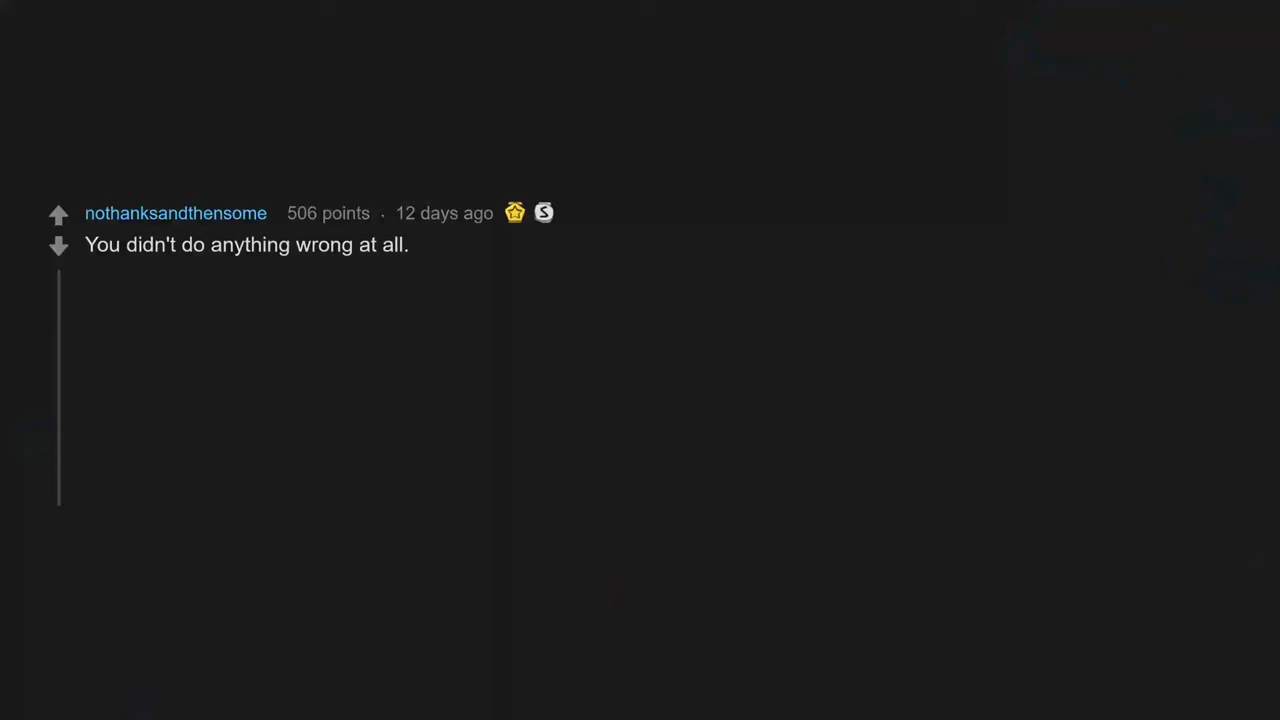 nothanksandthensome 506 points . 12 days ago S
You didn't do anything wrong at all.